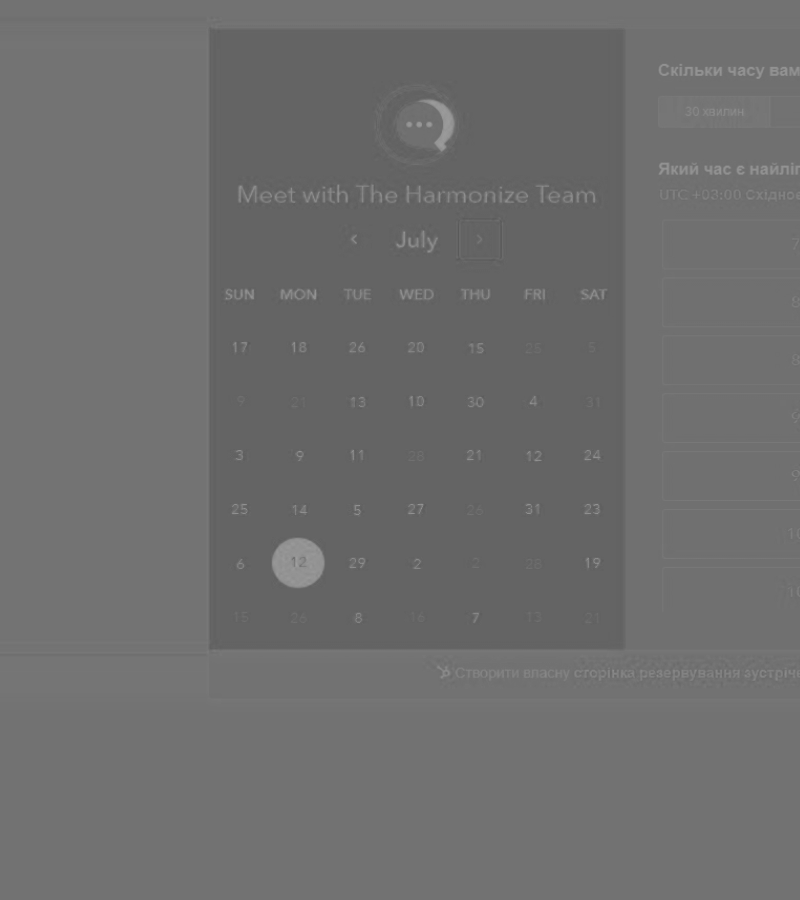 Meet with The Harmonize Team
July
SUN MON TUE WED THU FRI SAT
17 18 26 20 15 25 5
9 21 13 10 30 4 31
3 9 11 28 21 12 24
25 14 5 27 26 31 23
6 12 29 2 2 28 19
15 26 8 16 7 13 21
Скільки часу вам
30 хвилин
Який час є
UTC +03:00
Створити власну сторінка резервування